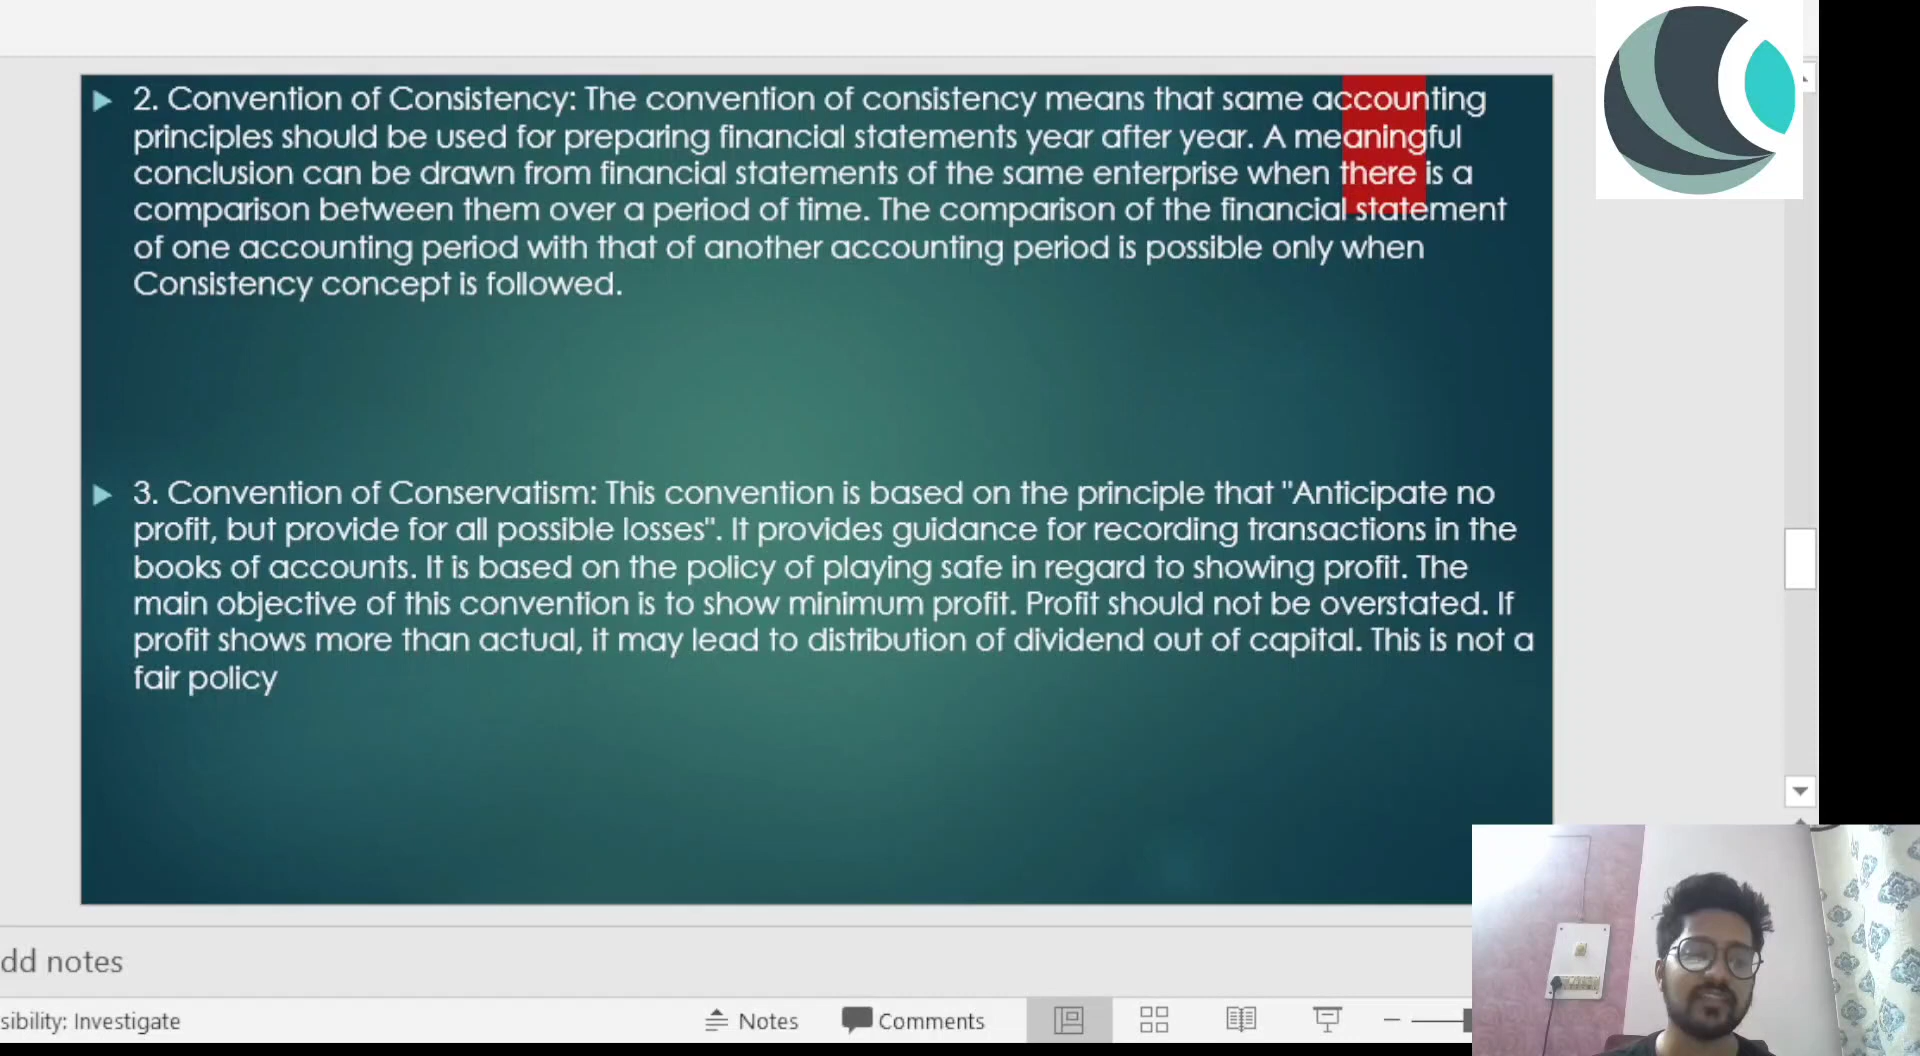 2. Convention of Consistency: The convention of consistency means that same accounting
principles should be used for preparing financial statements year after year. A meaningful
conclusion can be drawn from financial statements of the same enterprise when there is a
comparison between them over a period of time. The comparison of the financial statement
of one accounting period with that of another accounting period is possible only when
Consistency concept is followed.
3. Convention of Conservatism: This convention is based on the principle that "Anticipate no
profit, but provide for all possible losses". It provides guidance for recording transactions in the
books of accounts. It is based on the policy of playing safe in regard to showing profit. The
main objective of this convention is to show minimum profit. Profit should not be overstated. If
profit shows more than actual, it may lead to distribution of dividend out of capital. This is not a
fair policy
dd notes
sibility: Investigate
Notes
Comments